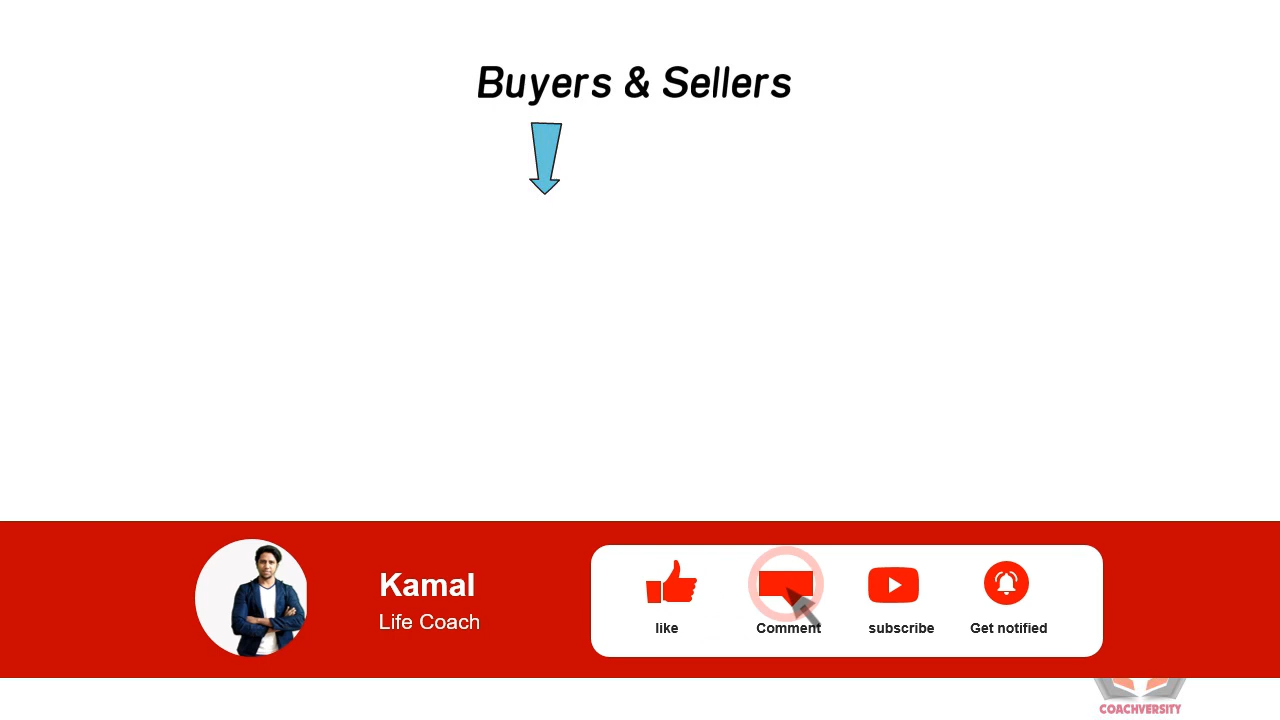 Buyers & Sellers
Kamal
Life Coach
like
Comment
subscribe
Get notified
COACHVERSITY